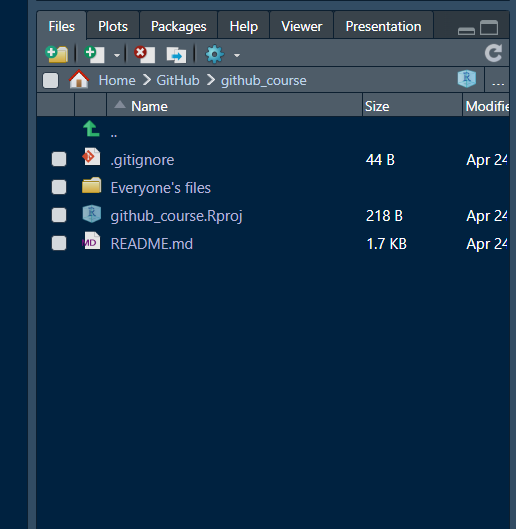 Files Plots Packages Help Viewer Presentation
Home GitHub github_course R ...
Name Size Modifie
..
.gitignore 44 B Apr 24
Everyone's files
R github_course.Rproj 218 B Apr 24
MD README.md 1.7 KB Apr 24